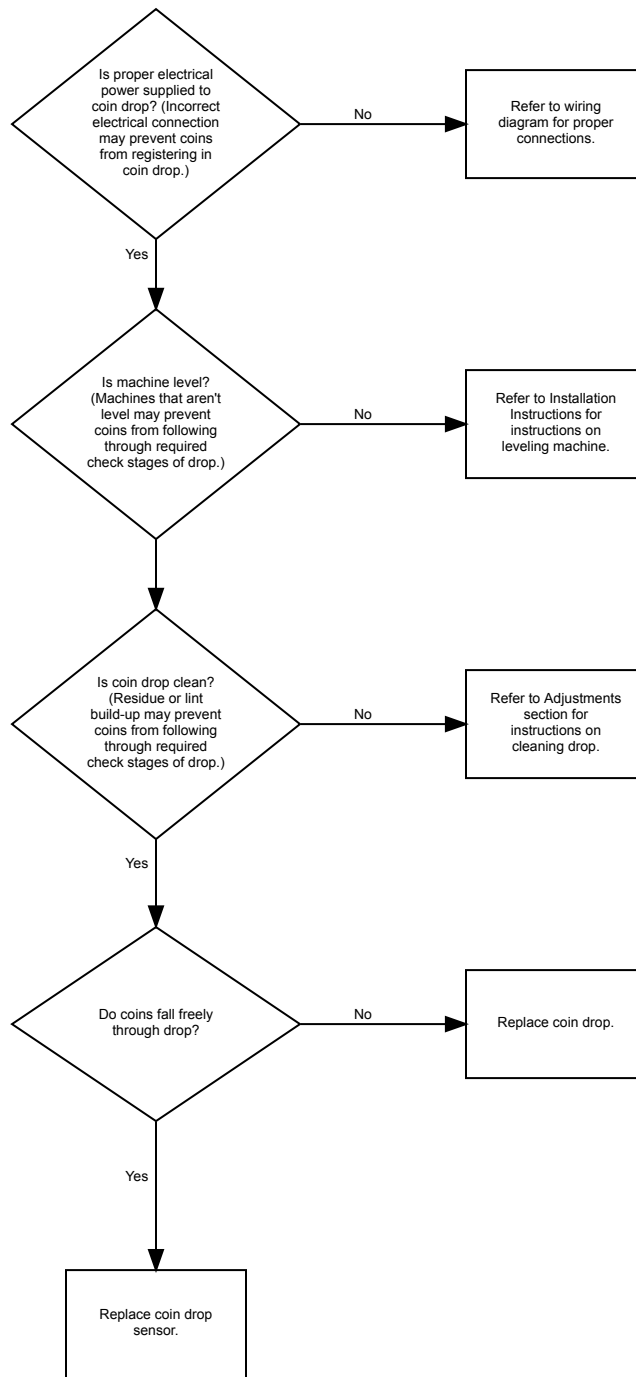 Is proper electrical
power supplied to
coin drop? (Incorrect
electrical connection
may prevent coins
from registering in
coin drop.)
No
Refer to wiring
diagram for proper
connections.
Yes
Is machine level?
(Machines that aren't
level may prevent
coins from following
through required
check stages of drop.)
No
Refer to Installation
Instructions for
instructions on
leveling machine.
Is coin drop clean?
(Residue or lint
build-up may prevent
coins from following
through required
check stages of drop.)
No
Refer to Adjustments
section for
instructions on
cleaning drop.
Yes
Do coins fall freely
through drop?
No
Replace coin drop.
Yes
Replace coin drop
sensor.